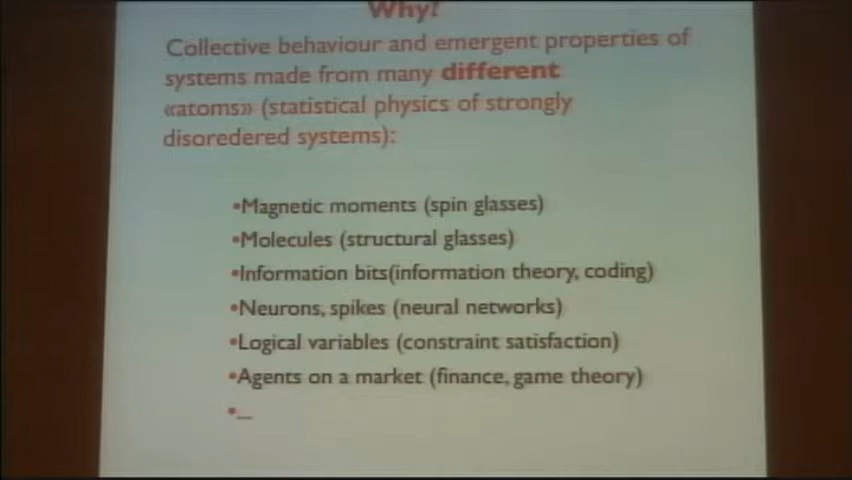 Why?
Collective behaviour and emergent properties of
systems made from many different
«atoms» (statistical physics of strongly
disoredered systems):
•Magnetic moments (spin glasses)
•Molecules (structural glasses)
•Information bits(information theory, coding)
•Neurons, spikes (neural networks)
•Logical variables (constraint satisfaction)
•Agents on a market (finance, game theory)
•...